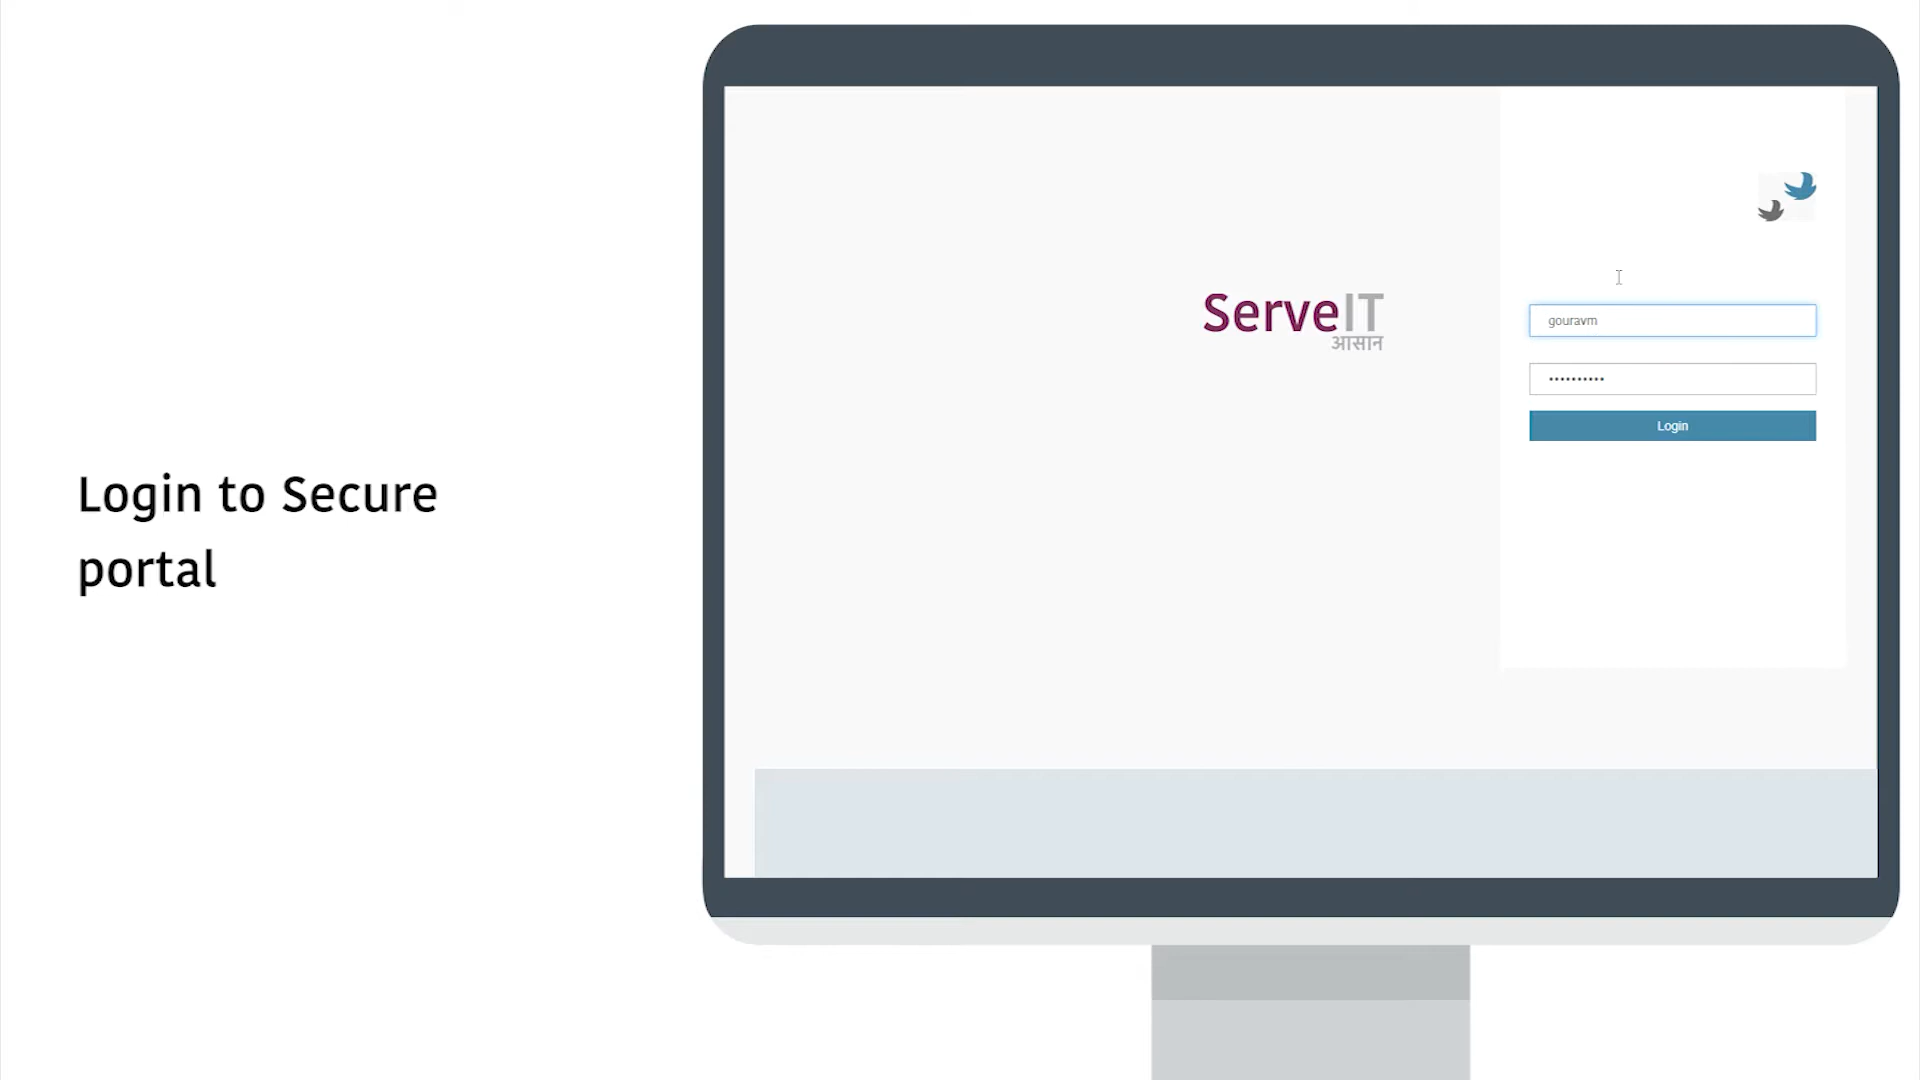 Login to Secure
portal
ServeIT
आसान
gouravm
••••••••••
Login